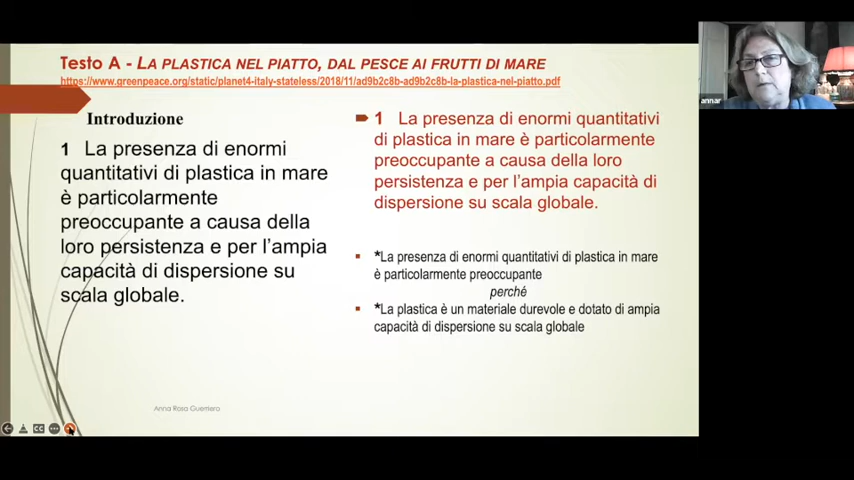 Testo A - LA PLASTICA NEL PIATTO, DAL PESCE AI FRUTTI DI MARE
https://www.greenpeace.org/static/planet4-italy-stateless/2018/11/ad9b2c8b-ad9b2c8b-la-plastica-nel-piatto.pdf
Introduzione
1 La presenza di enormi
quantitativi di plastica in mare
è particolarmente
preoccupante a causa della
loro persistenza e per l'ampia
capacità di dispersione su
scala globale.
1 La presenza di enormi quantitativi
di plastica in mare è particolarmente
preoccupante a causa della loro
persistenza e per l'ampia capacità di
dispersione su scala globale.
*La presenza di enormi quantitativi di plastica in mare
è particolarmente preoccupante
perché
*La plastica è un materiale durevole e dotato di ampia
capacità di dispersione su scala globale
Anna Rosa Guerriero
CC
annar